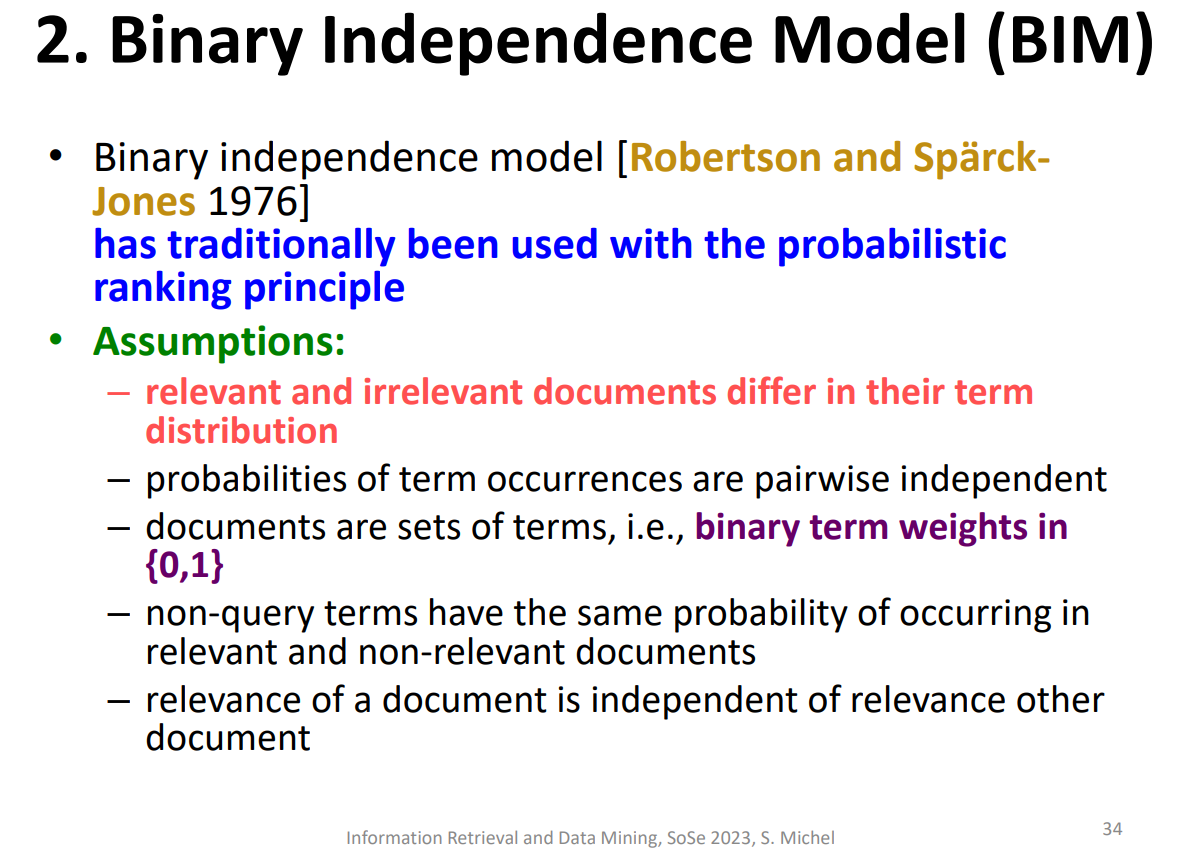 2. Binary Independence Model (BIM)
• Binary independence model [Robertson and Spärck-
Jones 1976]
has traditionally been used with the probabilistic
ranking principle
• Assumptions:
– relevant and irrelevant documents differ in their term
distribution
– probabilities of term occurrences are pairwise independent
– documents are sets of terms, i.e., binary term weights in
{0,1}
– non-query terms have the same probability of occurring in
relevant and non-relevant documents
– relevance of a document is independent of relevance other
document
Information Retrieval and Data Mining, SoSe 2023, S. Michel
34